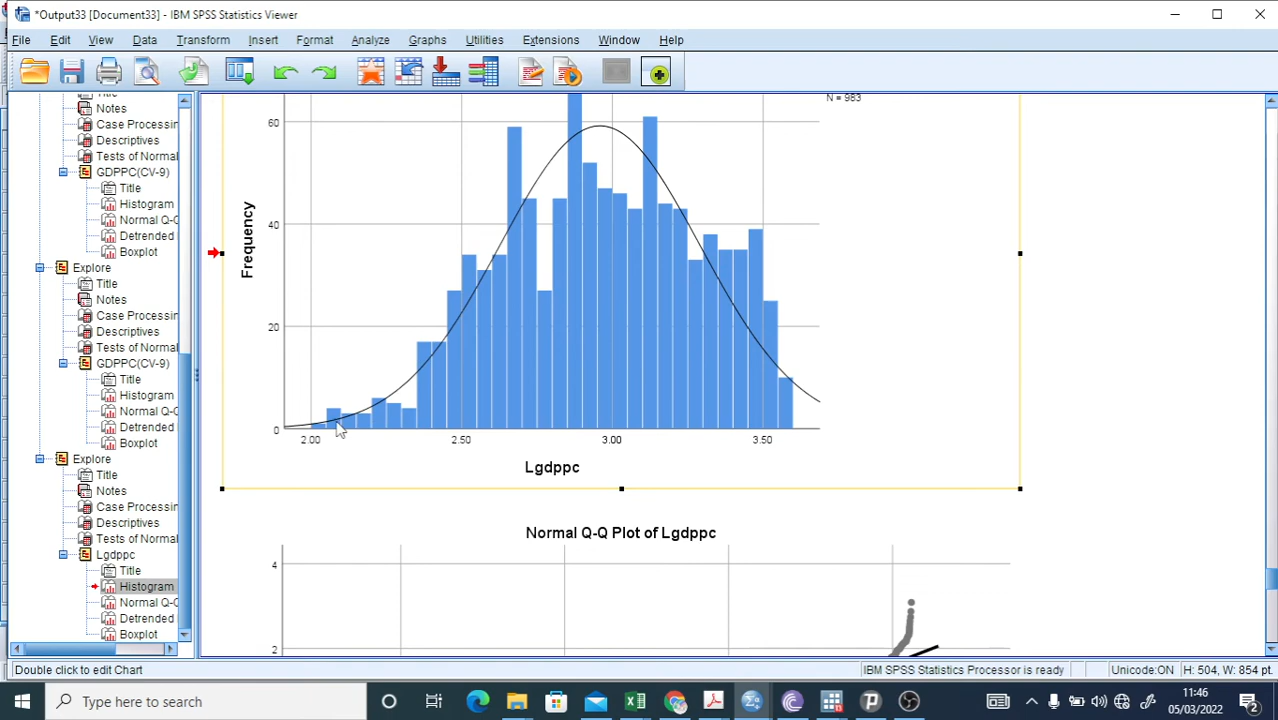 *Output33 [Document33] - IBM SPSS Statistics Viewer
File Edit View Data Transform Insert Format Analyze Graphs Utilities Extensions Window Help
Notes
Case Processin
Descriptives
Tests of Normal
GDPPC(CV-9)
Title
Histogram
Normal Q-Q
Detrended
Boxplot
Explore
Title
Notes
Case Processin
Descriptives
Tests of Normal
GDPPC(CV-9)
Title
Histogram
Normal Q-Q
Detrended
Boxplot
Explore
Title
Notes
Case Processin
Descriptives
Tests of Normal
Lgdppc
Title
Histogram
Normal Q-Q
Detrended
Boxplot
N = 983
60
40
20
0
Frequency
2.00 2.50 3.00 3.50
Lgdppc
Normal Q-Q Plot of Lgdppc
4
2
Double click to edit Chart
IBM SPSS Statistics Processor is ready
Unicode:ON
H: 504, W: 854 pt.
Type here to search
11:46
05/03/2022
2